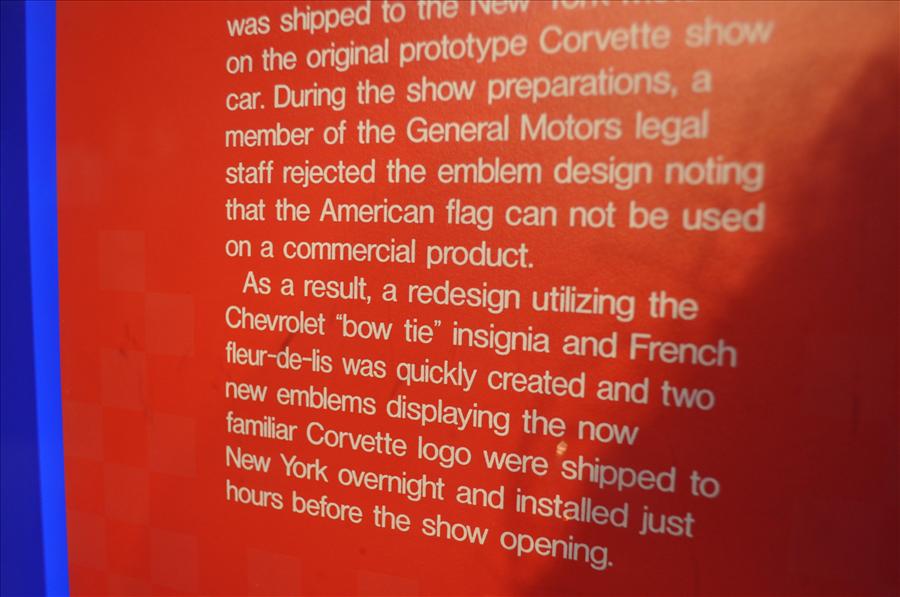 was shipped to the New York
on the original prototype Corvette show
car. During the show preparations, a
member of the General Motors legal
staff rejected the emblem design noting
that the American flag can not be used
on a commercial product.
As a result, a redesign utilizing the
Chevrolet “bow tie” insignia and French
fleur-de-lis was quickly created and two
new emblems displaying the now
familiar Corvette logo were shipped to
New York overnight and installed just
hours before the show opening.